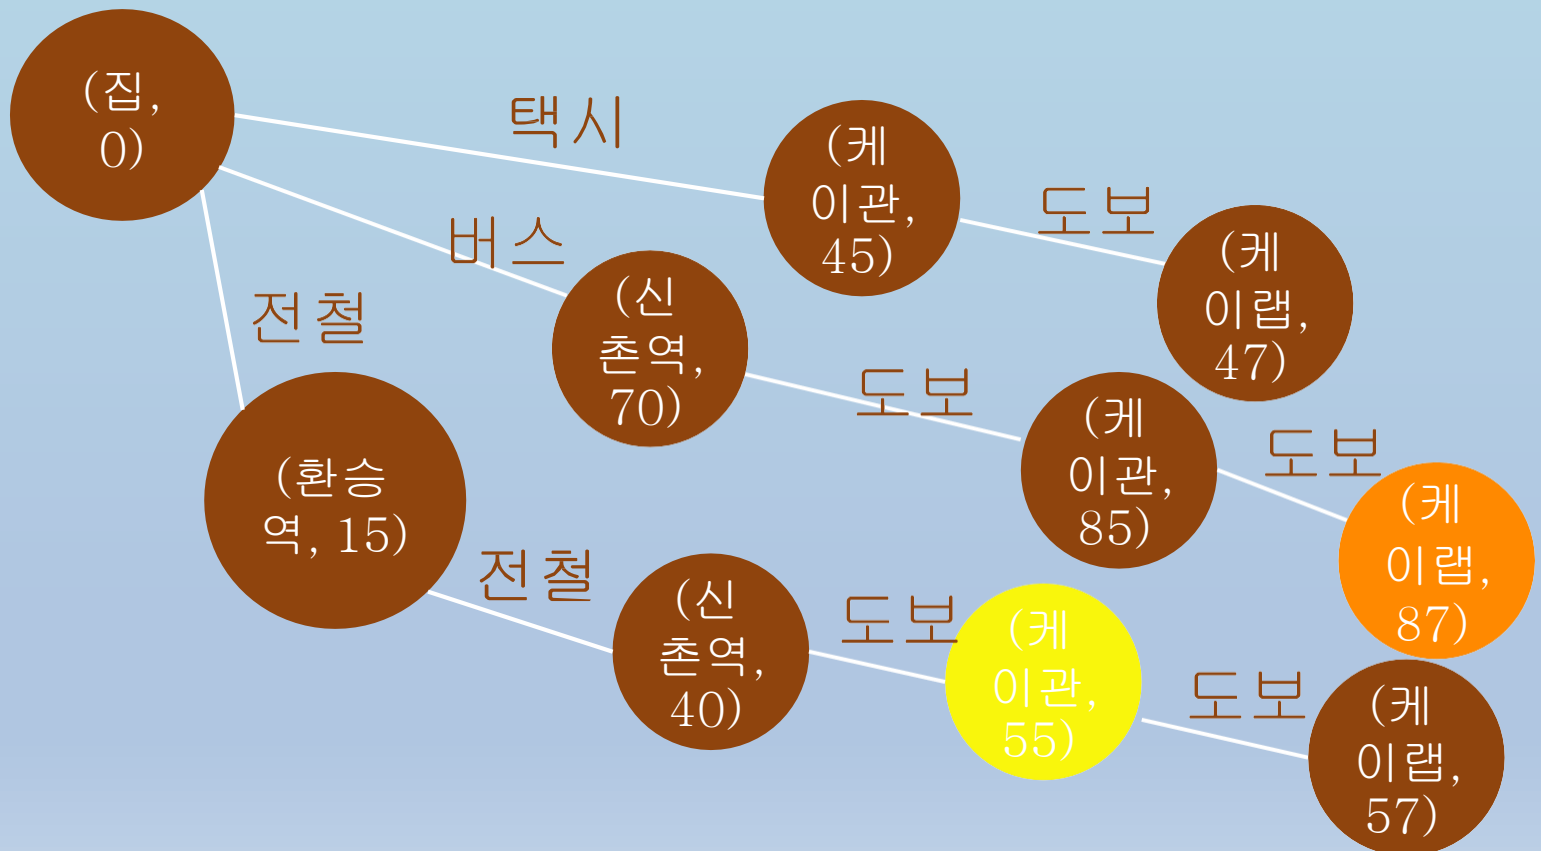 (집,
0)
택시
(케
이관,
45)
도보
(케
이랩,
47)
버스
(신
촌역,
70)
도보
(케
이관,
85)
도보
(케
이랩,
87)
전철
(환승
역, 15)
전철
(신
촌역,
40)
도보
(케
이관,
55)
도보
(케
이랩,
57)